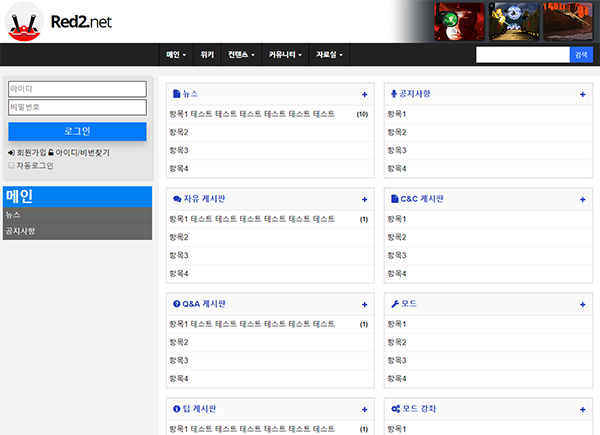 Red2.net
메인 위키 컨텐츠 커뮤니티 자료실
검색
아이디
비밀번호
로그인
회원가입 아이디/비번찾기
자동로그인
메인
뉴스
공지사항
뉴스
항목1 테스트 테스트 테스트 테스트 테스트 테스트 (10)
항목2
항목3
항목4
공지사항
항목1
항목2
항목3
항목4
자유 게시판
항목1 테스트 테스트 테스트 테스트 테스트 테스트 (1)
항목2
항목3
항목4
C&C 게시판
항목1
항목2
항목3
항목4
Q&A 게시판
항목1 테스트 테스트 테스트 테스트 테스트 테스트 (1)
항목2
항목3
항목4
모드
항목1
항목2
항목3
항목4
팁 게시판
항목1 테스트 테스트 테스트 테스트 테스트 테스트 (1)
모드 강좌
항목1